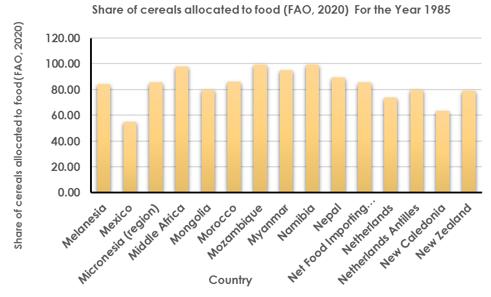 Share of cereals allocated to food (FAO, 2020)  For the Year 1985
Share of cereals allocated to food (FAO, 2020)
120.00
100.00
80.00
60.00
40.00
20.00
0.00
Melanesia
Mexico
Micronesia (region)
Middle Africa
Mongolia
Morocco
Mozambique
Myanmar
Namibia
Nepal
Net Food Importing...
Netherlands
Netherlands Antilles
New Caledonia
New Zealand
Country